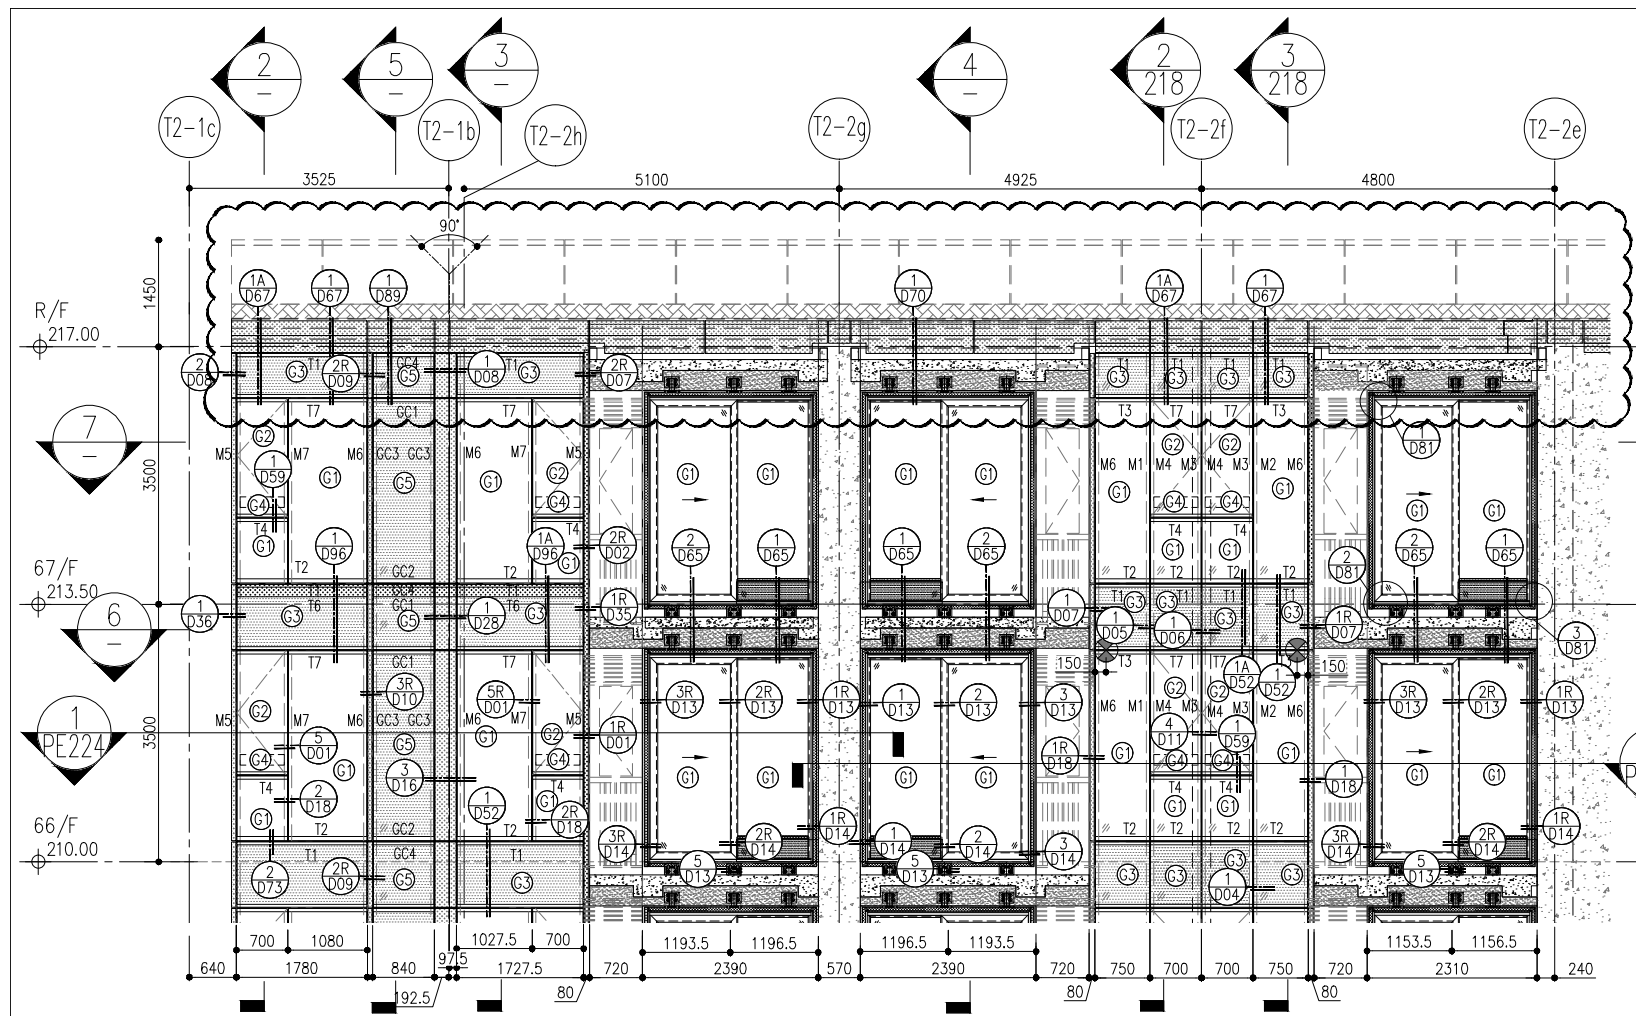 2
–
5
–
3
–
4
–
2
218
3
218
T2-1c
T2-1b
T2-2h
T2-2g
T2-2f
T2-2e
3525
5100
4925
4800
90°
1450
R/F
217.00
1A
D67
1
D67
1
D89
1
D70
1A
D67
1
D67
2
D08
G3
T1
2R
D09
GC4
G5
1
D08
T1
G3
2R
D07
T1
G3
T1
G3
T1
G3
T1
G3
T7
GC1
T7
T3
T7
T7
T3
7
–
3500
M5
G2
M7
G1
M6
GC3
GC3
G5
M6
G1
M7
G2
M5
G1
G1
G1
G1
M6
M1
G1
M4
G2
M3
M4
G2
M3
M2
M6
G1
1
D81
G1
G1
1
D59
G4
G4
G4
G4
T4
G1
1
D96
1A
D96
T4
G1
2R
D02
2
D65
1
D65
1
D65
2
D65
T4
G1
T4
G1
2
D65
1
D65
T2
GC2
T2
T2
T2
T2
T2
2
D81
67/F
213.50
T1
T6
GC4
GC1
T1
T6
1
D36
G3
G5
1
D28
G3
1R
D35
1
D07
G3
T1
G3
T1
G3
T1
G3
1R
D07
1
D05
1
D06
3
D81
6
–
150
T3
T7
T7
1A
D52
1
D52
150
T7
GC1
T7
3R
D10
5R
D01
3R
D13
2R
D13
1R
D13
1
D13
2
D13
3
D13
3R
D13
2R
D13
1R
D13
1
PE224
3500
M5
G2
M7
M6
GC3
GC3
M6
G1
M7
G2
M5
1R
D01
M6
M1
G2
M4
M3
G2
M4
M3
M2
M6
4
D11
1
D59
5
D01
G1
G4
G5
3
D16
G4
G1
G1
G1
G1
1R
D18
G1
G4
G4
G1
1
D18
G1
G1
P
2
D18
T4
G1
1
D52
T4
G1
2R
D18
T4
G1
T4
G1
T2
GC2
T2
T2
T2
T2
T2
1R
D14
1
D14
2R
D14
3R
D14
2
D14
3
D14
3R
D14
2R
D14
1R
D14
66/F
210.00
T1
GC4
T1
2
D73
2R
D09
G5
G3
5
D13
5
D13
G3
G3
G3
G3
1
D04
5
D13
700
1080
1027.5
700
1193.5
1196.5
1196.5
1193.5
1153.5
1156.5
640
1780
840
97.5
1727.5
720
2390
570
2390
720
750
700
700
750
720
2310
240
192.5
80
80
80